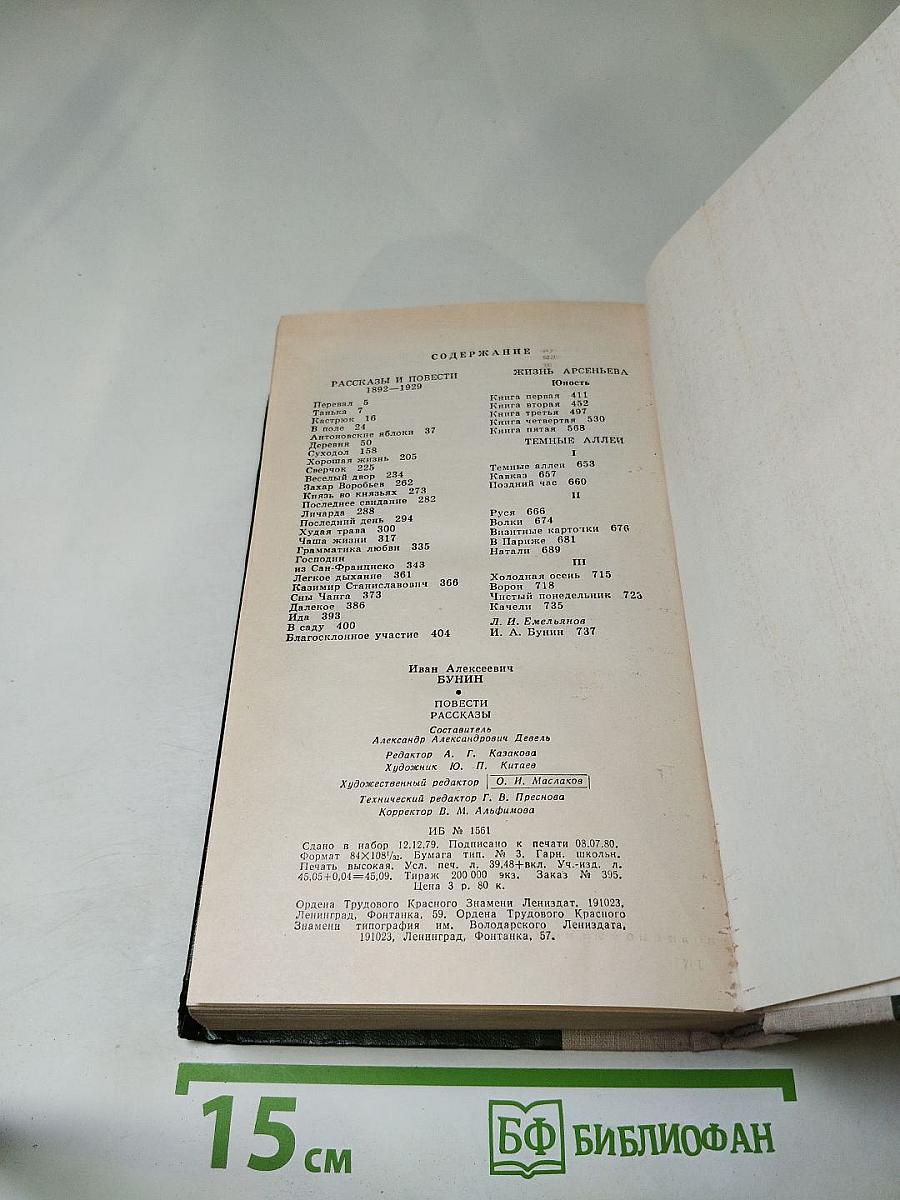 СОДЕРЖАНИЕ
РАССКАЗЫ И ПОВЕСТИ
1892—1929
Перевал 5
Танька 7
Кастрюк 16
В поле 24
Антоновские яблоки 37
Деревня 50
Суходол 158
Хорошая жизнь 205
Сверчок 225
Веселый двор 234
Захар Воробьев 262
Князь во князьях 273
Последнее свидание 282
Личарда 288
Последний день 294
Худая трава 300
Чаша жизни 317
Грамматика любви 335
Господин
из Сан-Франциско 343
Легкое дыхание 361
Казимир Станиславович 366
Сны Чанга 373
Далекое 386
Ида 393
В саду 400
Благосклонное участие 404
ЖИЗНЬ АРСЕНЬЕВА
Юность
Книга первая 411
Книга вторая 452
Книга третья 497
Книга четвертая 530
Книга пятая 568
ТЕМНЫЕ АЛЛЕИ
I
Темные аллеи 653
Кавказ 657
Поздний час 660
II
Руся 666
Волки 674
Визитные карточки 676
В Париже 681
Натали 689
III
Холодная осень 715
Ворон 718
Чистый понедельник 723
Качели 735
Л. И. Емельянов
И. А. Бунин 737
Иван Алексеевич
БУНИН
•
ПОВЕСТИ
РАССКАЗЫ
Составитель
Александр Александрович Девель
Редактор А. Г. Казакова
Художник Ю. П. Китаев
Художественный редактор О. И. Маслаков
Технический редактор Г. В. Преснова
Корректор В. М. Альфимова
ИБ № 1561
Сдано в набор 12.12.79. Подписано к печати 08.07.80.
Формат 84×108 1/32. Бумага тип. № 3. Гарн. школьн.
Печать высокая. Усл. печ. л. 39,48+вкл. Уч.-изд. л.
45,05+0,04=45,09. Тираж 200 000 экз. Заказ № 395.
Цена 3 р. 80 к.
Ордена Трудового Красного Знамени Лениздат, 191023,
Ленинград, Фонтанка, 59. Ордена Трудового Красного
Знамени типография им. Володарского Лениздата,
191023, Ленинград, Фонтанка, 57.
15 см
БФ БИБЛИОФАН